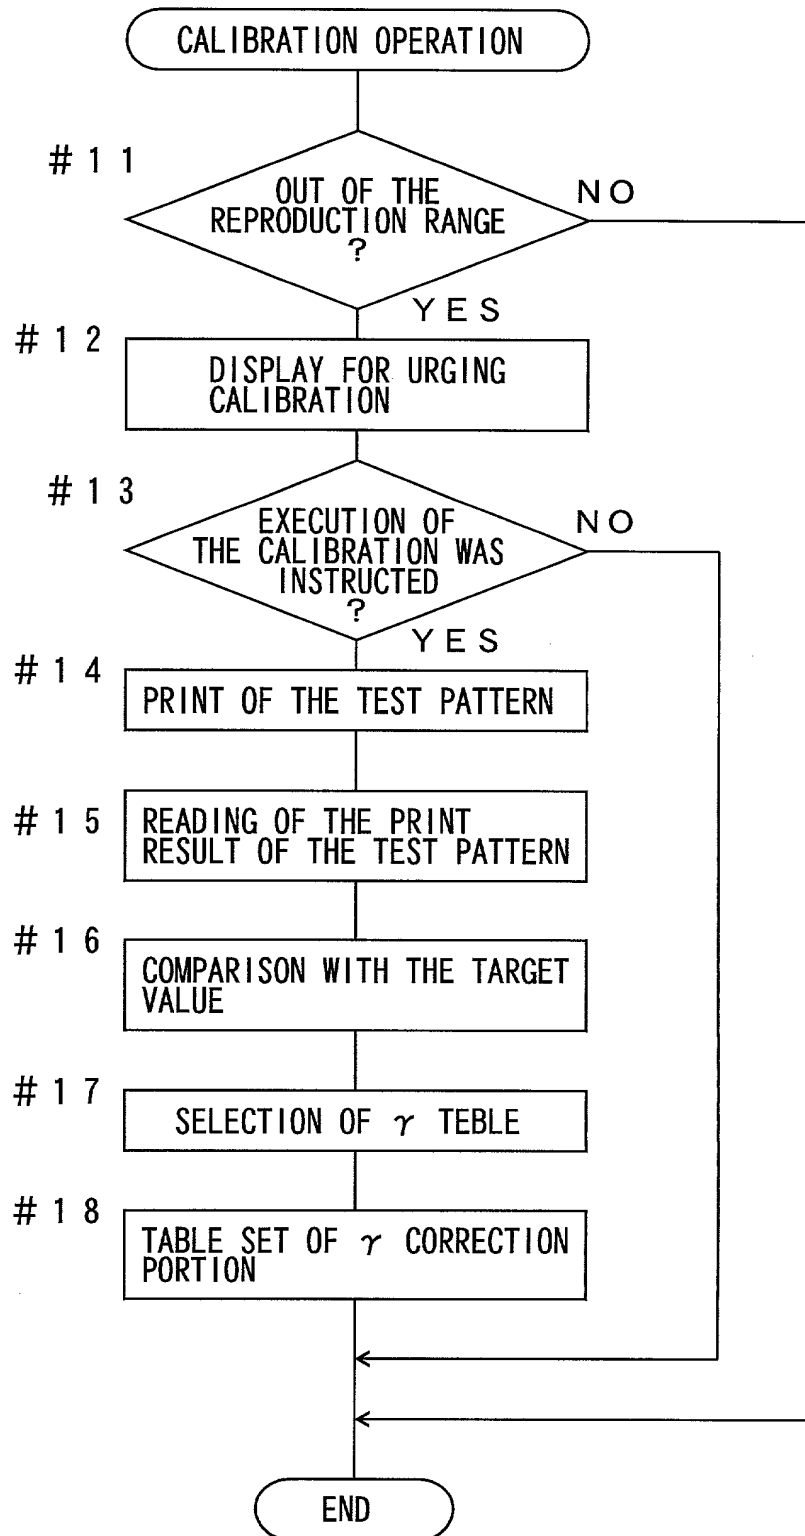 CALIBRATION OPERATION
#11
OUT OF THE
REPRODUCTION RANGE
?
NO
YES
#12
DISPLAY FOR URGING
CALIBRATION
#13
EXECUTION OF
THE CALIBRATION WAS
INSTRUCTED
?
NO
YES
#14
PRINT OF THE TEST PATTERN
#15
READING OF THE PRINT
RESULT OF THE TEST PATTERN
#16
COMPARISON WITH THE TARGET
VALUE
#17
SELECTION OF γ TEBLE
#18
TABLE SET OF γ CORRECTION
PORTION
END